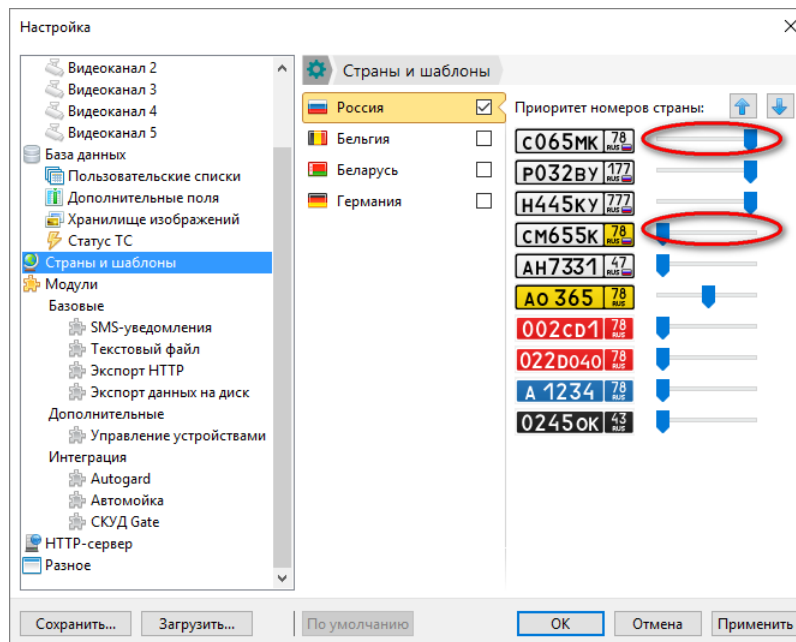 Настройка
Видеоканал 2
Видеоканал 3
Видеоканал 4
Видеоканал 5
База данных
Пользовательские списки
Дополнительные поля
Хранилище изображений
Статус ТС
Страны и шаблоны
Модули
Базовые
SMS-уведомления
Текстовый файл
Экспорт HTTP
Экспорт данных на диск
Дополнительные
Управление устройствами
Интеграция
Autogard
Автомойка
СКУД Gate
HTTP-сервер
Разное
Страны и шаблоны
Россия
Бельгия
Беларусь
Германия
Приоритет номеров страны:
С065МК 78 RUS
Р032ВУ 177 RUS
Н445КУ 777 RUS
СМ655К 78 RUS
АН7331 47 RUS
АО 365 78 RUS
002CD1 78 RUS
022D040 78 RUS
А 1234 78 RUS
0245ОК 43 RUS
Сохранить...
Загрузить...
По умолчанию
ОК
Отмена
Применить